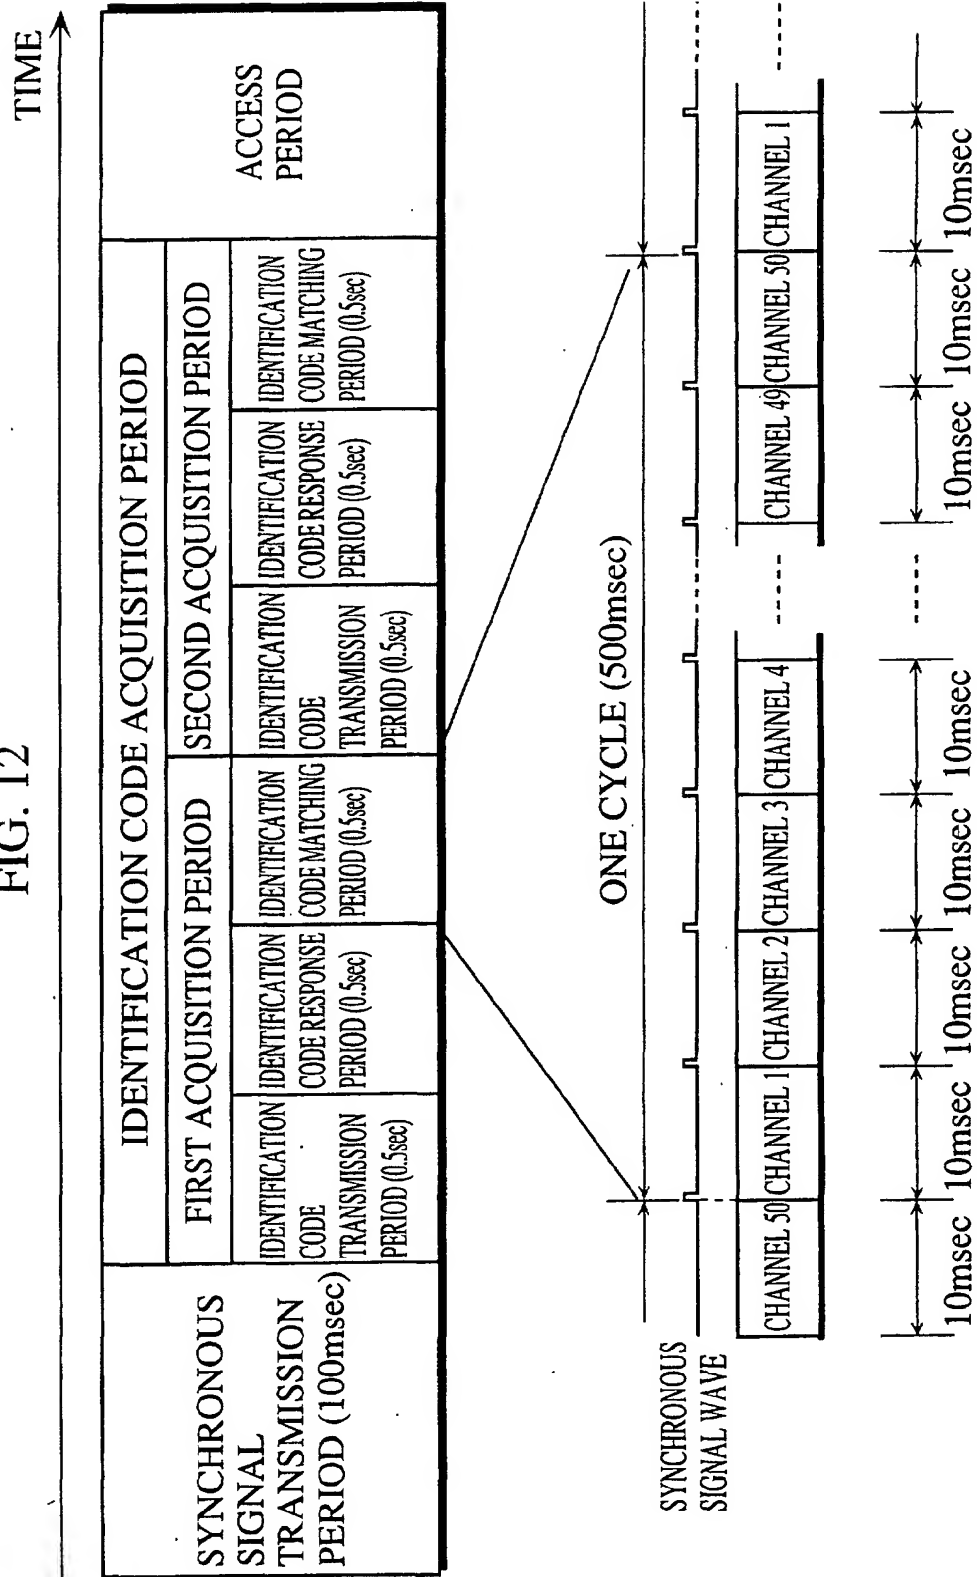 FIG. 12
TIME
SYNCHRONOUS
SIGNAL
TRANSMISSION
PERIOD (100msec)
IDENTIFICATION CODE ACQUISITION PERIOD
FIRST ACQUISITION PERIOD
IDENTIFICATION
CODE
TRANSMISSION
PERIOD (0.5sec)
IDENTIFICATION
CODE RESPONSE
PERIOD (0.5sec)
IDENTIFICATION
CODE MATCHING
PERIOD (0.5sec)
SECOND ACQUISITION PERIOD
IDENTIFICATION
CODE
TRANSMISSION
PERIOD (0.5sec)
IDENTIFICATION
CODE RESPONSE
PERIOD (0.5sec)
IDENTIFICATION
CODE MATCHING
PERIOD (0.5sec)
ACCESS
PERIOD
ONE CYCLE (500msec)
SYNCHRONOUS
SIGNAL WAVE
CHANNEL 50
CHANNEL 1
CHANNEL 2
CHANNEL 3
CHANNEL 4
CHANNEL 49
CHANNEL 50
CHANNEL 1
10msec
10msec
10msec
10msec
10msec
10msec
10msec
10msec